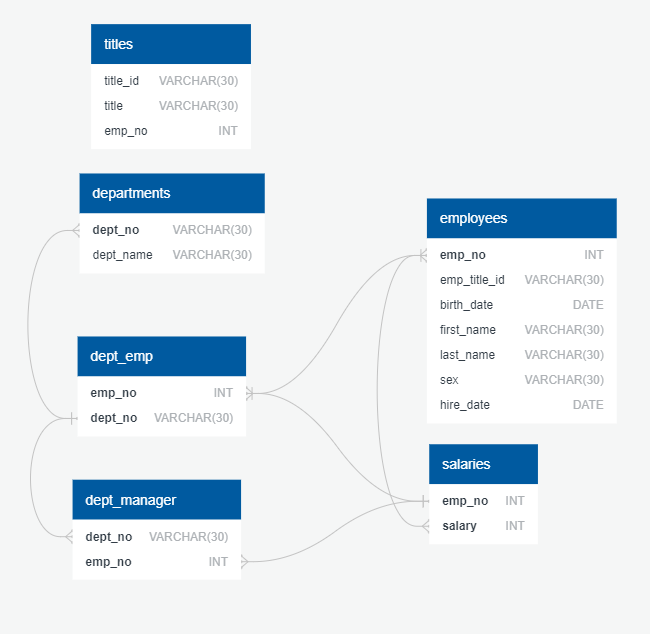 titles
title_id VARCHAR(30)
title VARCHAR(30)
emp_no INT
departments
dept_no VARCHAR(30)
dept_name VARCHAR(30)
employees
emp_no INT
emp_title_id VARCHAR(30)
birth_date DATE
first_name VARCHAR(30)
last_name VARCHAR(30)
sex VARCHAR(30)
hire_date DATE
dept_emp
emp_no INT
dept_no VARCHAR(30)
salaries
emp_no INT
salary INT
dept_manager
dept_no VARCHAR(30)
emp_no INT